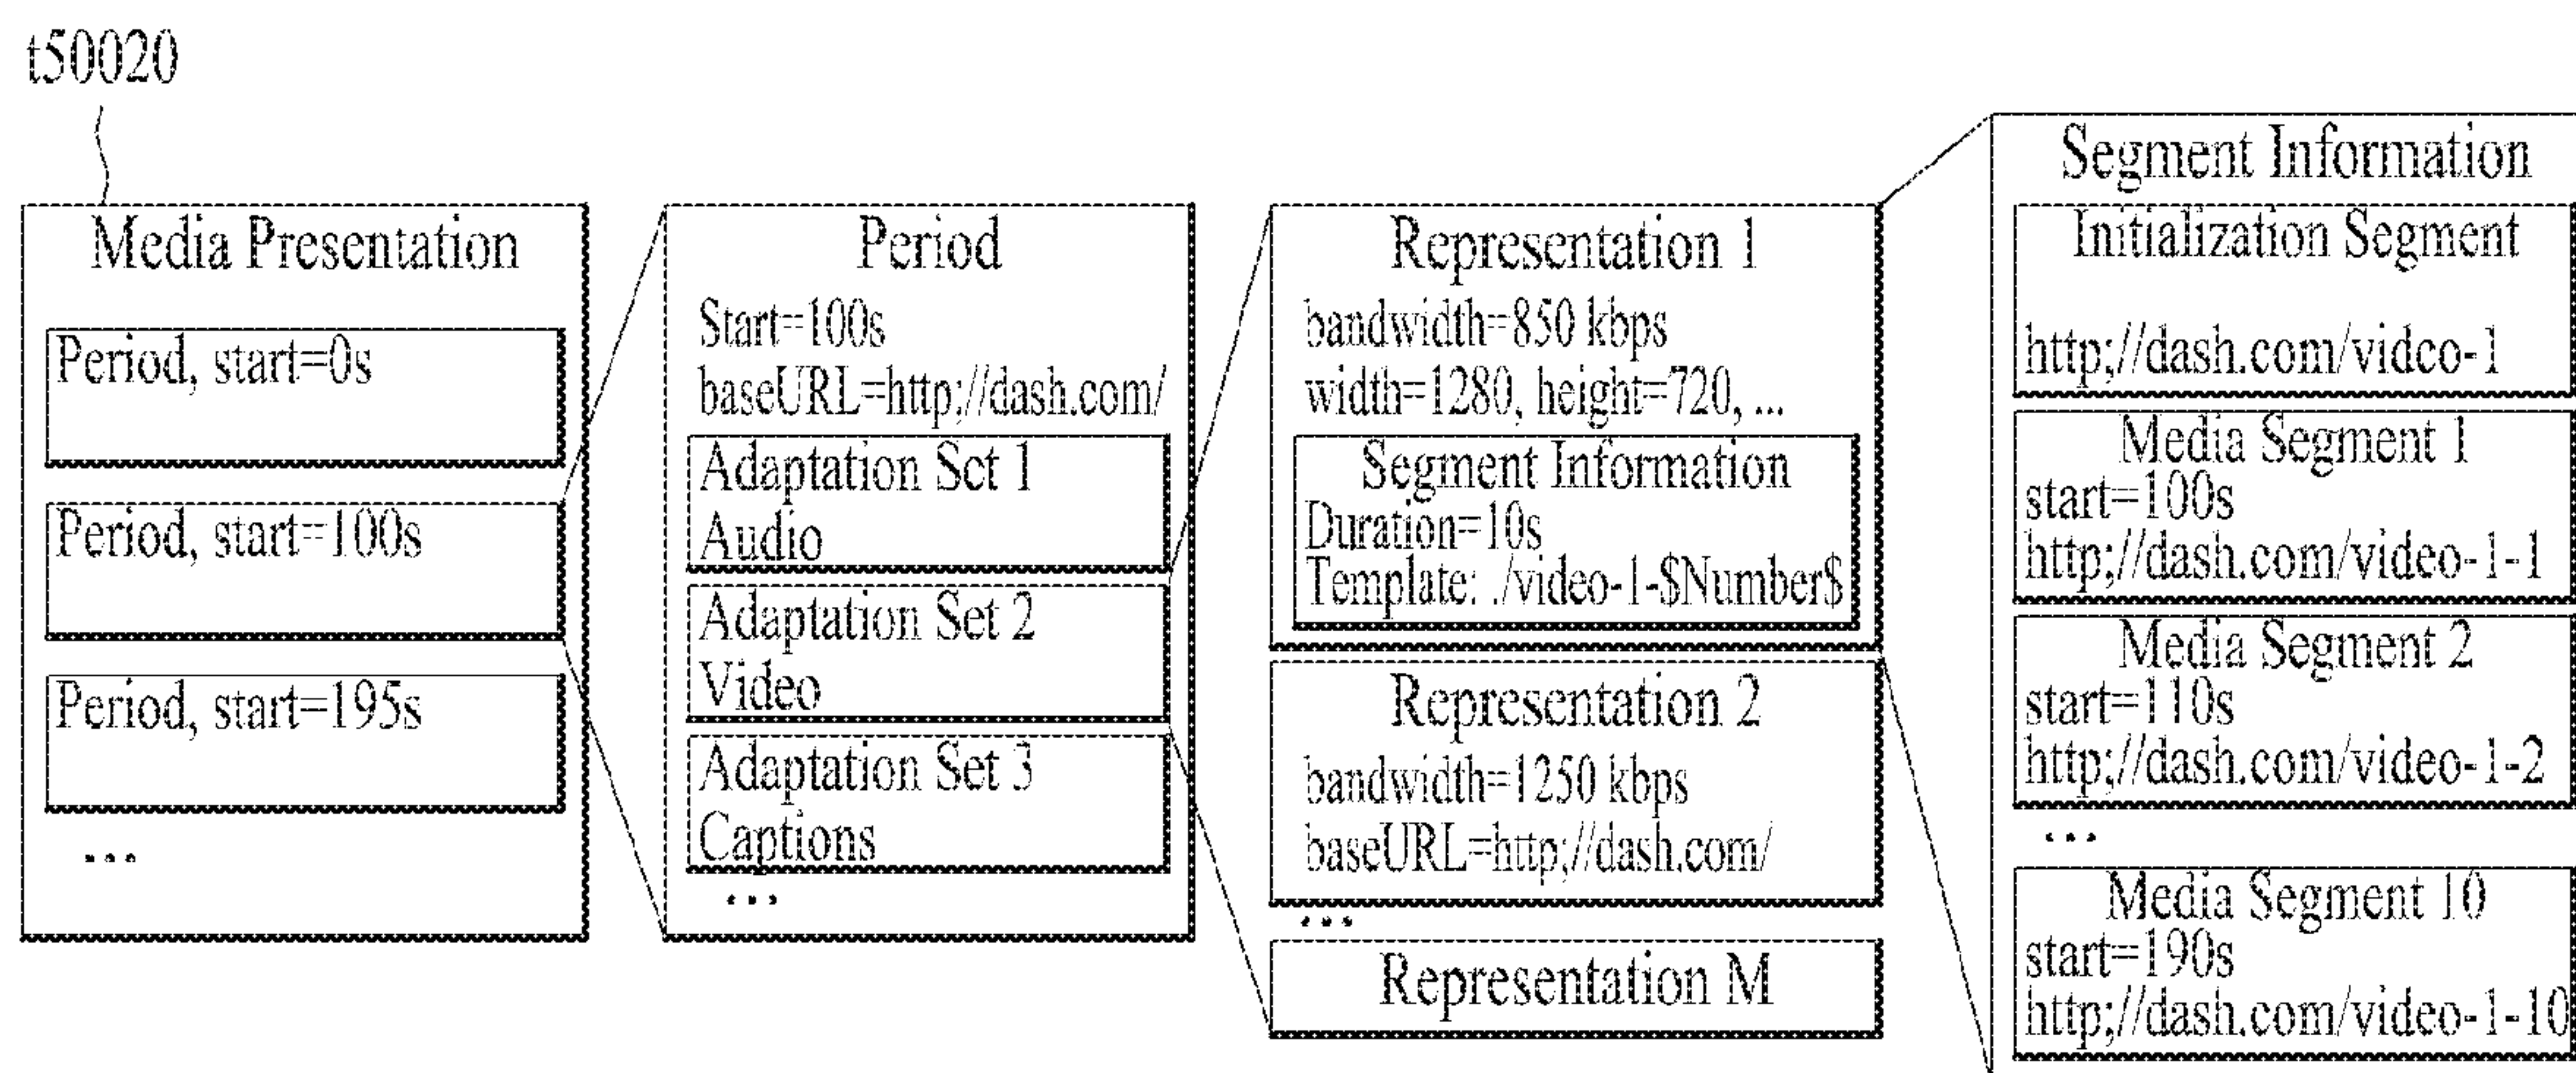 t50020
Media Presentation
Period, start=0s
Period, start=100s
Period, start=195s
...
Period
Start=100s
baseURL=http;//dash.com/
Adaptation Set 1
Audio
Adaptation Set 2
Video
Adaptation Set 3
Captions
...
Representation 1
bandwidth=850 kbps
width=1280, height=720, ...
Segment Information
Duration=10s
Template: ./video-1-$Number$
Representation 2
bandwidth=1250 kbps
baseURL=http;//dash.com/
...
Representation M
Segment Information
Initialization Segment
http;//dash.com/video-1
Media Segment 1
start=100s
http;//dash.com/video-1-1
Media Segment 2
start=110s
http;//dash.com/video-1-2
...
Media Segment 10
start=190s
http;//dash.com/video-1-10